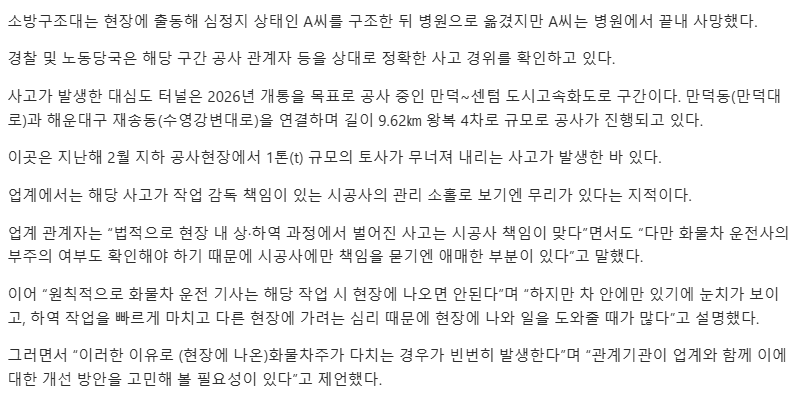 소방구조대는 현장에 출동해 심정지 상태인 A씨를 구조한 뒤 병원으로 옮겼지만 A씨는 병원에서 끝내 사망했다.
경찰 및 노동당국은 해당 구간 공사 관계자 등을 상대로 정확한 사고 경위를 확인하고 있다.
사고가 발생한 대심도 터널은 2026년 개통을 목표로 공사 중인 만덕~센텀 도시고속화도로 구간이다. 만덕동(만덕대
로)과 해운대구 재송동(수영강변대로)을 연결하며 길이 9.62㎞ 왕복 4차로 규모로 공사가 진행되고 있다.
이곳은 지난해 2월 지하 공사현장에서 1톤(t) 규모의 토사가 무너져 내리는 사고가 발생한 바 있다.
업계에서는 해당 사고가 작업 감독 책임이 있는 시공사의 관리 소홀로 보기엔 무리가 있다는 지적이다.
업계 관계자는 “법적으로 현장 내 상·하역 과정에서 벌어진 사고는 시공사 책임이 맞다”면서도 “다만 화물차 운전사의
부주의 여부도 확인해야 하기 때문에 시공사에만 책임을 묻기엔 애매한 부분이 있다”고 말했다.
이어 “원칙적으로 화물차 운전 기사는 해당 작업 시 현장에 나오면 안된다”며 “하지만 차 안에만 있기에 눈치가 보이
고, 하역 작업을 빠르게 마치고 다른 현장에 가려는 심리 때문에 현장에 나와 일을 도와줄 때가 많다”고 설명했다.
그러면서 “이러한 이유로 (현장에 나온)화물차주가 다치는 경우가 빈번히 발생한다”며 “관계기관이 업계와 함께 이에
대한 개선 방안을 고민해 볼 필요성이 있다”고 제언했다.